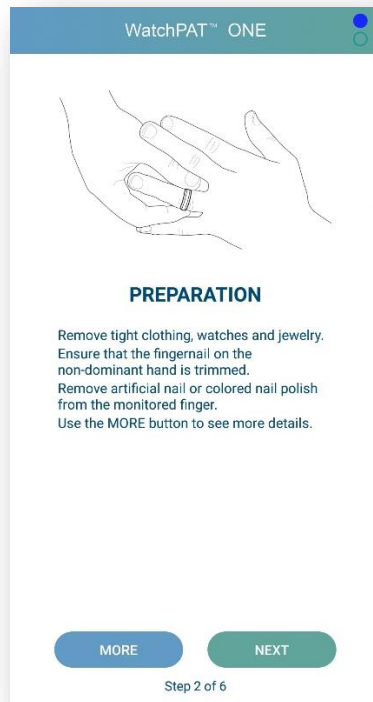 WatchPAT™ ONE
PREPARATION
Remove tight clothing, watches and jewelry.
Ensure that the fingernail on the
non-dominant hand is trimmed.
Remove artificial nail or colored nail polish
from the monitored finger.
Use the MORE button to see more details.
MORE
NEXT
Step 2 of 6